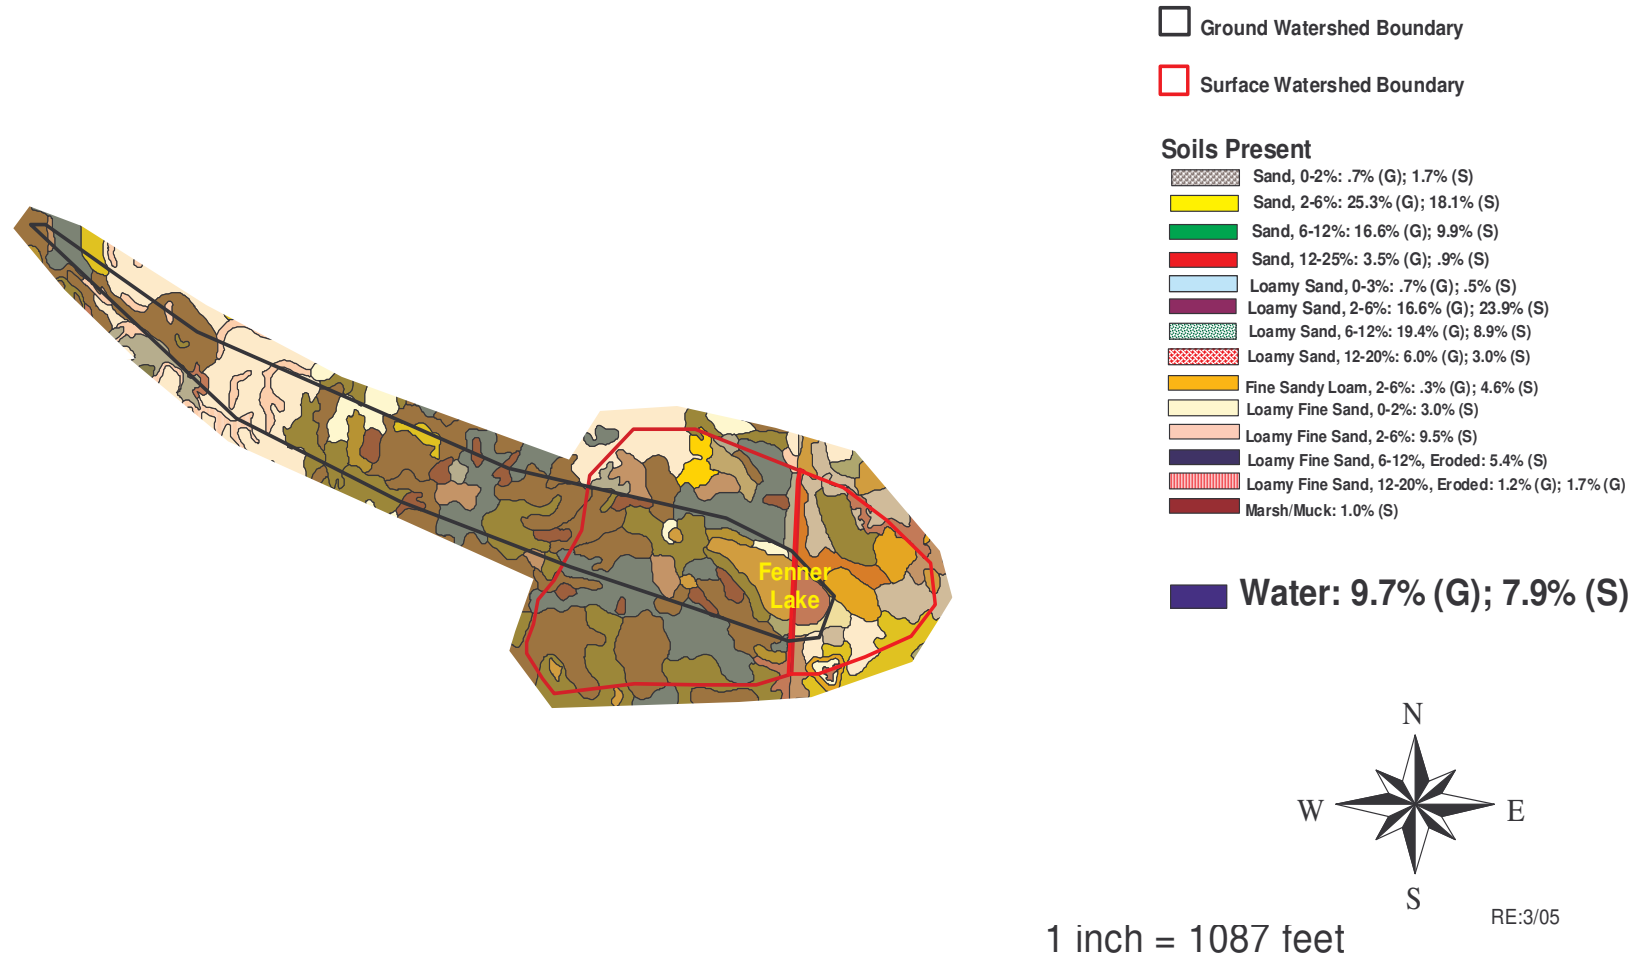 Ground Watershed Boundary
Surface Watershed Boundary
Soils Present
Sand, 0-2%: .7% (G); 1.7% (S)
Sand, 2-6%: 25.3% (G); 18.1% (S)
Sand, 6-12%: 16.6% (G); 9.9% (S)
Sand, 12-25%: 3.5% (G); .9% (S)
Loamy Sand, 0-3%: .7% (G); .5% (S)
Loamy Sand, 2-6%: 16.6% (G); 23.9% (S)
Loamy Sand, 6-12%: 19.4% (G); 8.9% (S)
Loamy Sand, 12-20%: 6.0% (G); 3.0% (S)
Fine Sandy Loam, 2-6%: .3% (G); 4.6% (S)
Loamy Fine Sand, 0-2%: 3.0% (S)
Loamy Fine Sand, 2-6%: 9.5% (S)
Loamy Fine Sand, 6-12%, Eroded: 5.4% (S)
Loamy Fine Sand, 12-20%, Eroded: 1.2% (G); 1.7% (G)
Marsh/Muck: 1.0% (S)
Water: 9.7% (G); 7.9% (S)
Fenner
Lake
N
W
E
S
RE:3/05
1 inch = 1087 feet